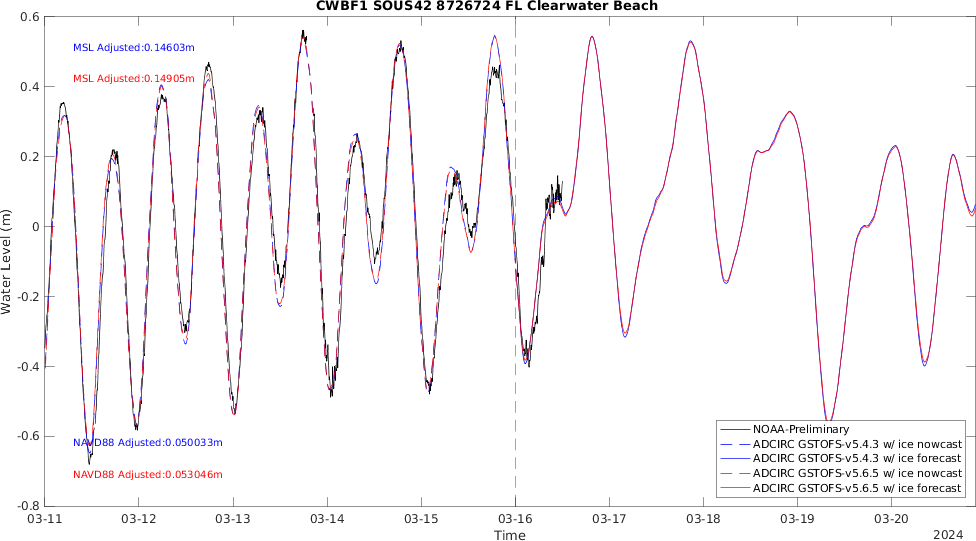 CWBF1 SOUS42 8726724 FL Clearwater Beach
0.6
MSL Adjusted:0.14603m
MSL Adjusted:0.14905m
0.4
0.2
Water Level (m)
0
-0.2
-0.4
-0.6
NAVD88 Adjusted:0.050033m
NAVD88 Adjusted:0.053046m
-0.8
NOAA-Preliminary
ADCIRC GSTOFS-v5.4.3 w/ ice nowcast
ADCIRC GSTOFS-v5.4.3 w/ ice forecast
ADCIRC GSTOFS-v5.6.5 w/ ice nowcast
ADCIRC GSTOFS-v5.6.5 w/ ice forecast
03-11 03-12 03-13 03-14 03-15 03-16 03-17 03-18 03-19 03-20
Time
2024